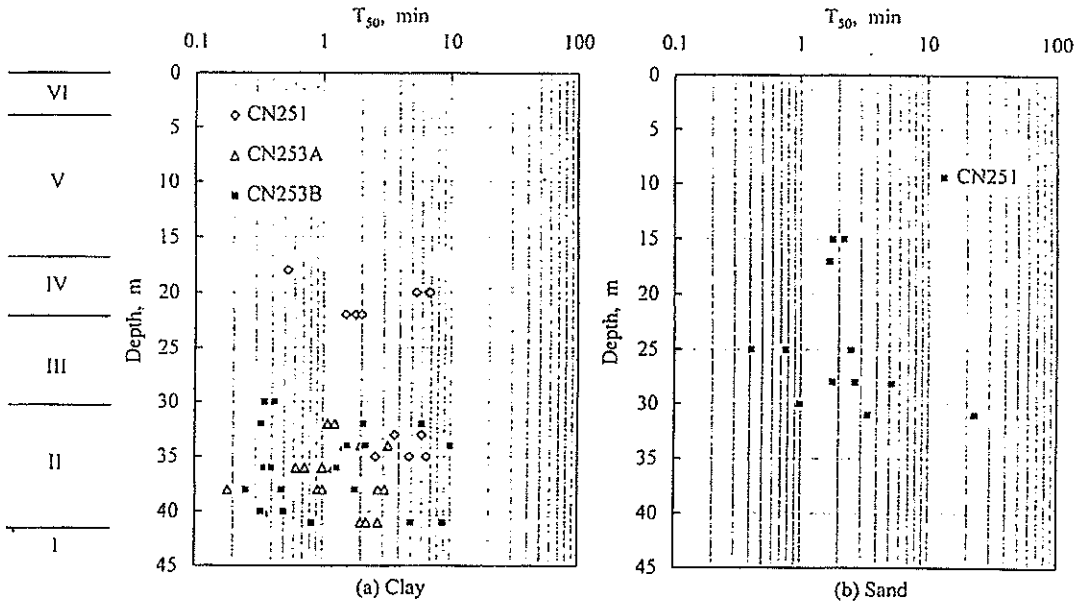 T50, min
T50, min
0.1 1 10 100
0.1 1 10 100
VI
V
IV
III
II
I
Depth, m
0
5
10
15
20
25
30
35
40
45
CN251
CN253A
CN253B
(a) Clay
Depth, m
0
5
10
15
20
25
30
35
40
45
CN251
(b) Sand